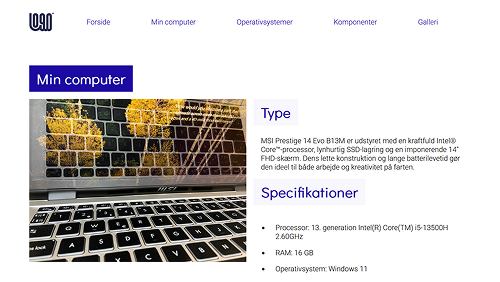 LOAD
Forside Min computer Operativsystemer Komponenter Galleri
Min computer
Type
MSI Prestige 14 Evo B13M er udstyret med en kraftfuld Intel®
Core™-processor, lynhurtig SSD-lagring og en imponerende 14"
FHD-skærm. Dens lette konstruktion og lange batterilevetid gør
den ideel til både arbejde og kreativitet på farten.
msi
Specifikationer
Processor: 13. generation Intel(R) Core(TM) i5-13500H
2.60GHz
RAM: 16 GB
Operativsystem: Windows 11